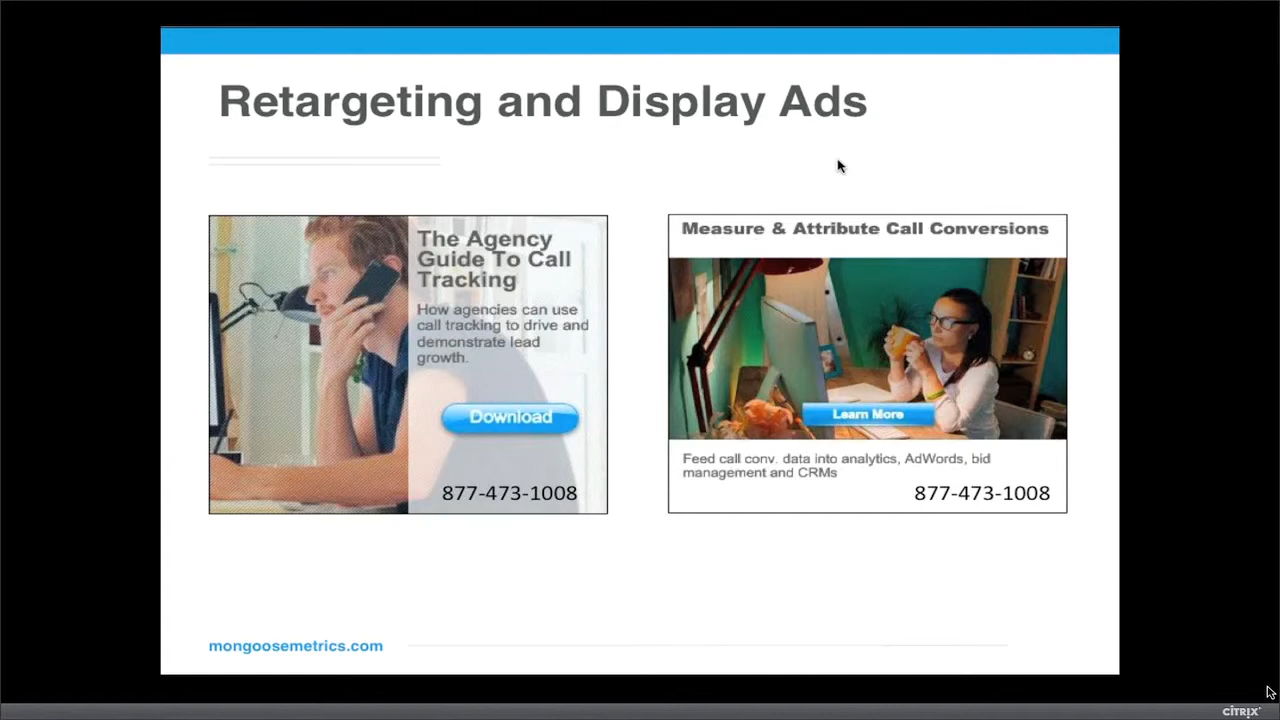 Retargeting and Display Ads
The Agency
Guide To Call
Tracking
How agencies can use
call tracking to drive and
demonstrate lead
growth.
Download
877-473-1008
Measure & Attribute Call Conversions
Learn More
Feed call conv. data into analytics, AdWords, bid
management and CRMs
877-473-1008
mongoosemetrics.com
CITRIX